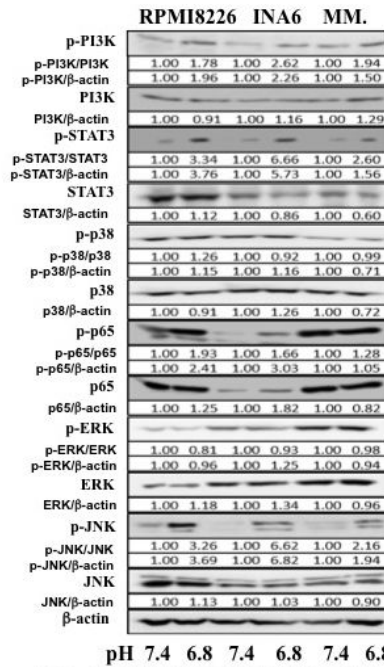 RPMI8226 INA6 MM.
p-PI3K
p-PI3K/PI3K 1.00 1.78 1.00 2.62 1.00 1.94
p-PI3K/β-actin 1.00 1.96 1.00 2.26 1.00 1.50
PI3K
PI3K/β-actin 1.00 0.91 1.00 1.16 1.00 1.29
p-STAT3
p-STAT3/STAT3 1.00 3.34 1.00 6.66 1.00 2.60
p-STAT3/β-actin 1.00 3.76 1.00 5.73 1.00 1.56
STAT3
STAT3/β-actin 1.00 1.12 1.00 0.86 1.00 0.60
p-p38
p-p38/p38 1.00 1.26 1.00 0.92 1.00 0.99
p-p38/β-actin 1.00 1.15 1.00 1.16 1.00 0.71
p38
p38/β-actin 1.00 0.91 1.00 1.26 1.00 0.72
p-p65
p-p65/p65 1.00 1.93 1.00 1.66 1.00 1.28
p-p65/β-actin 1.00 2.41 1.00 3.03 1.00 1.05
p65
p65/β-actin 1.00 1.25 1.00 1.82 1.00 0.82
p-ERK
p-ERK/ERK 1.00 0.81 1.00 0.93 1.00 0.98
p-ERK/β-actin 1.00 0.96 1.00 1.25 1.00 0.94
ERK
ERK/β-actin 1.00 1.18 1.00 1.34 1.00 0.96
p-JNK
p-JNK/JNK 1.00 3.26 1.00 6.62 1.00 2.16
p-JNK/β-actin 1.00 3.69 1.00 6.82 1.00 1.94
JNK
JNK/β-actin 1.00 1.13 1.00 1.03 1.00 0.90
β-actin
pH 7.4 6.8 7.4 6.8 7.4 6.8